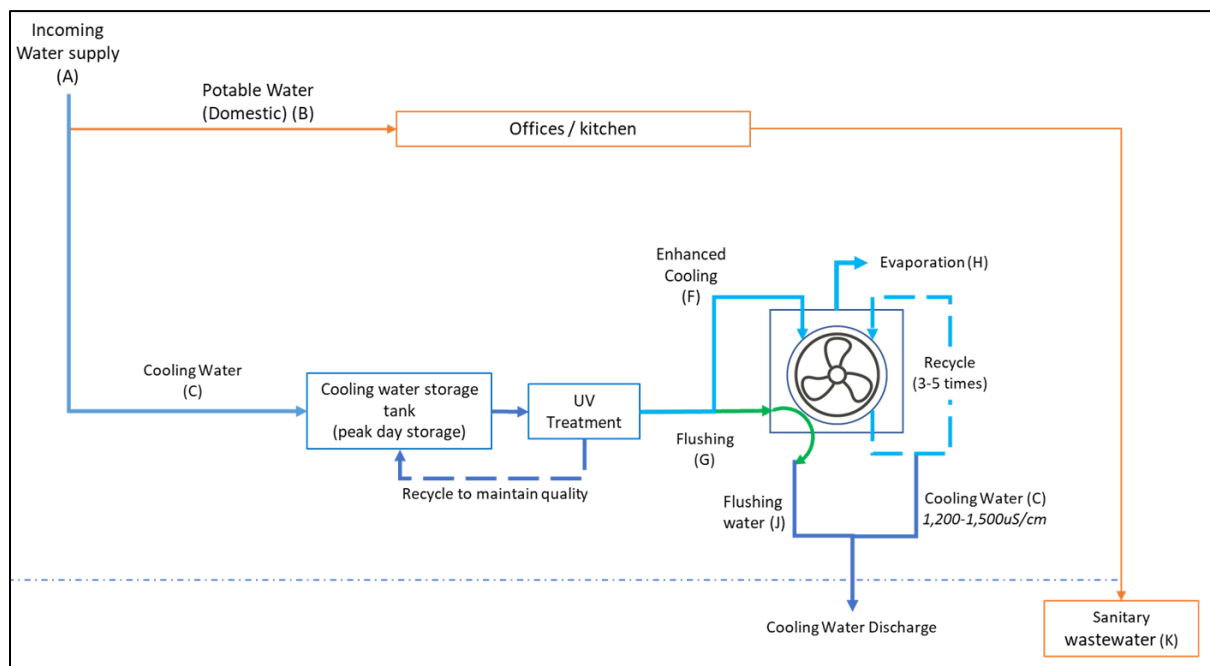 Incoming
Water supply
(A)
Potable Water
(Domestic) (B)
Offices / kitchen
Enhanced
Cooling
(F)
Evaporation (H)
Recycle
(3-5 times)
Cooling Water
(C)
Cooling water storage
tank
(peak day storage)
UV
Treatment
Flushing
(G)
Recycle to maintain quality
Flushing
water (J)
Cooling Water (C)
1,200-1,500uS/cm
Cooling Water Discharge
Sanitary
wastewater (K)